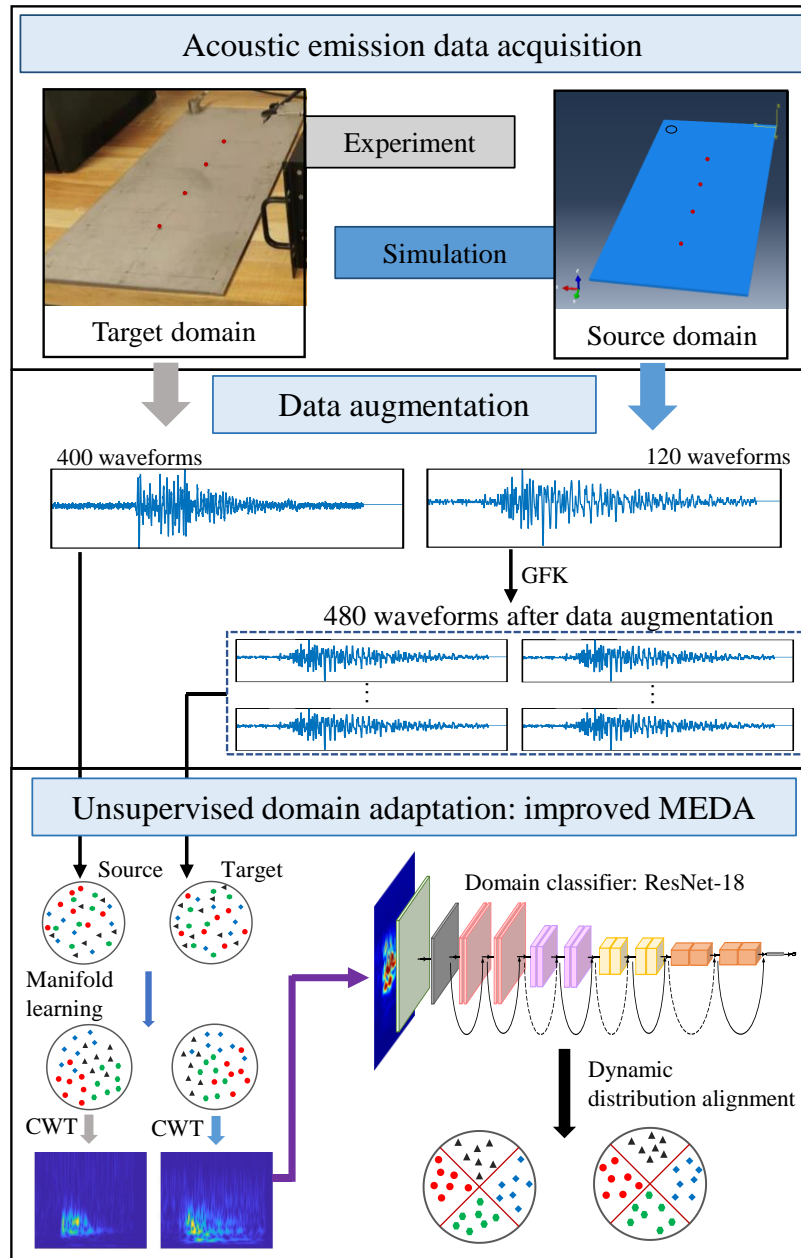 Acoustic emission data acquisition
Experiment
Simulation
Target domain
Source domain
Data augmentation
400 waveforms
120 waveforms
GFK
480 waveforms after data augmentation
Unsupervised domain adaptation: improved MEDA
Source
Target
Domain classifier: ResNet-18
Manifold
learning
CWT
CWT
Dynamic
distribution alignment